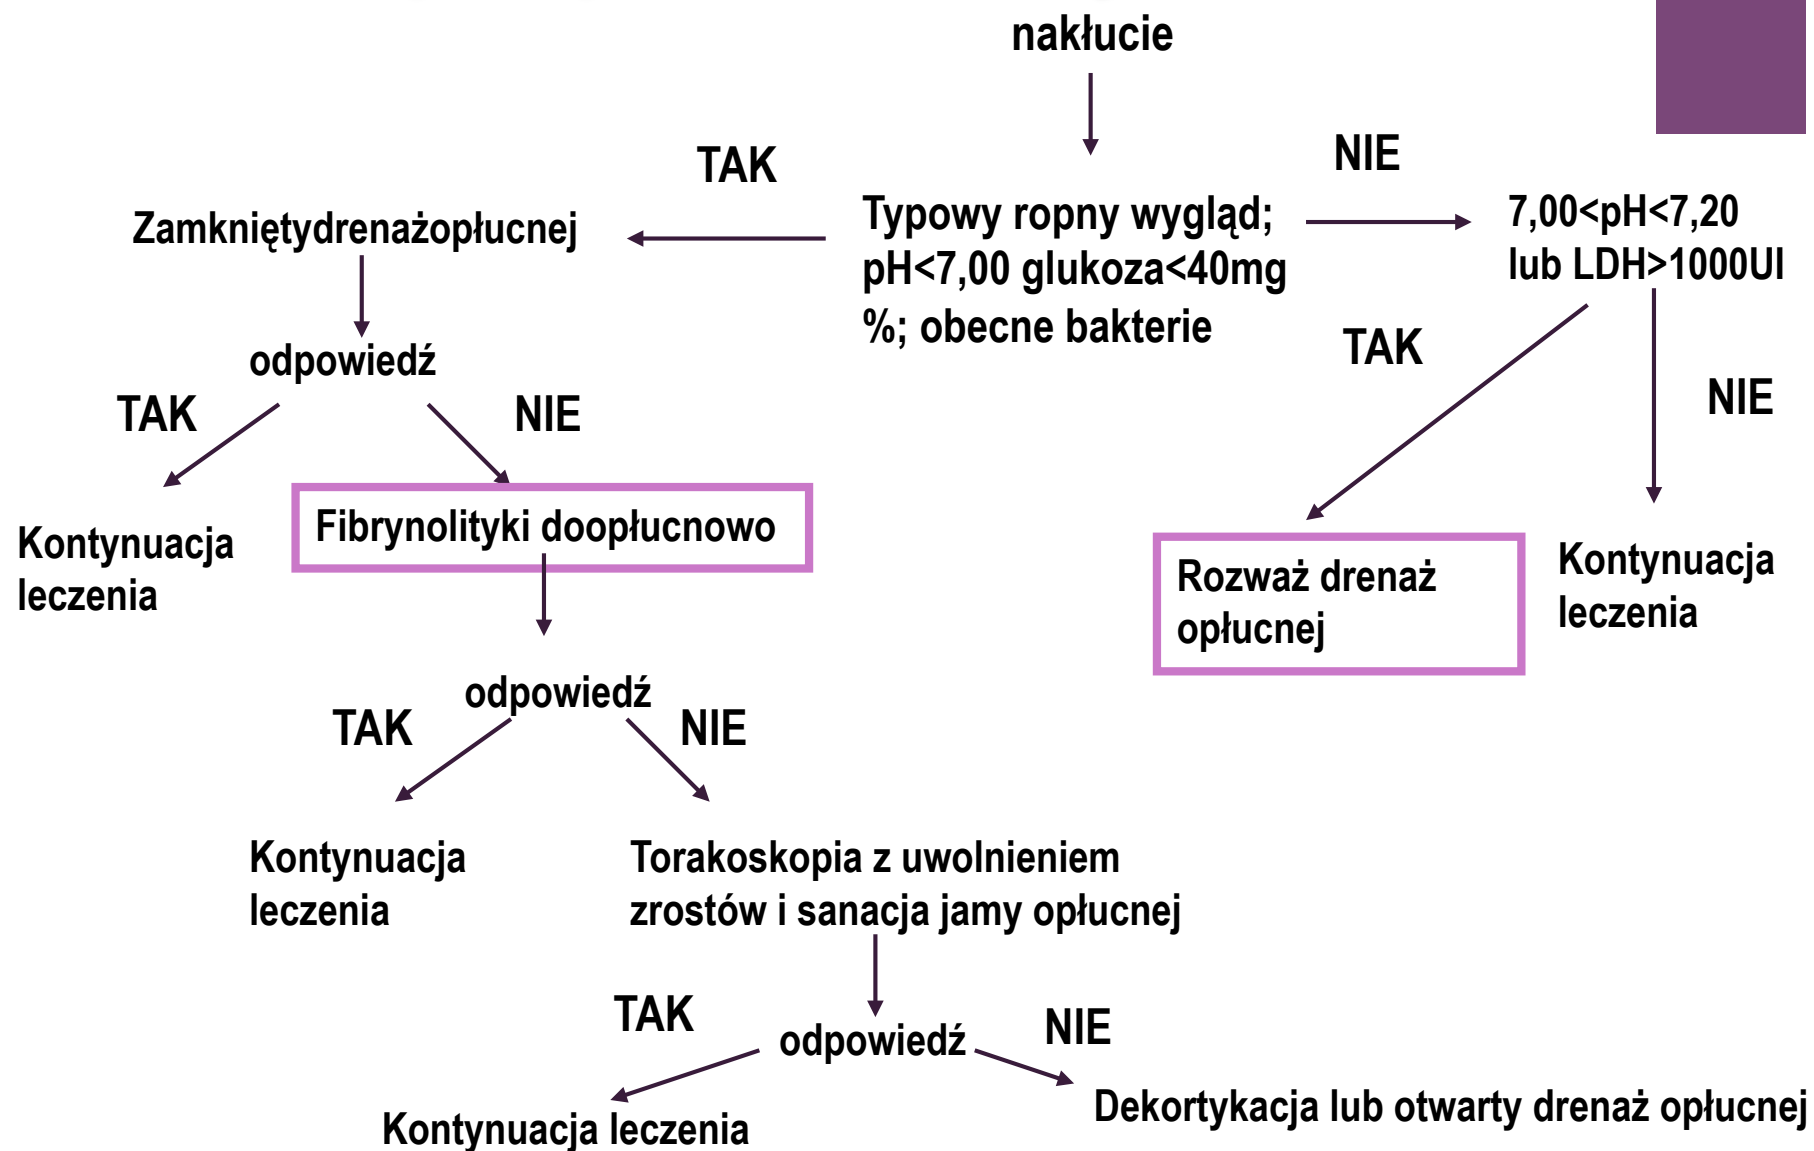 nakłucie
TAK
NIE
Zamkniętydrenażopłucnej
Typowy ropny wygląd;
pH<7,00 glukoza<40mg
%; obecne bakterie
7,00<pH<7,20
lub LDH>1000UI
odpowiedź
TAK
NIE
TAK
NIE
Kontynuacja
leczenia
Fibrynolityki doopłucnowo
Rozważ drenaż
opłucnej
Kontynuacja
leczenia
odpowiedź
TAK
NIE
Kontynuacja
leczenia
Torakoskopia z uwolnieniem
zrostów i sanacja jamy opłucnej
TAK
odpowiedź
NIE
Kontynuacja leczenia
Dekortykacja lub otwarty drenaż opłucnej